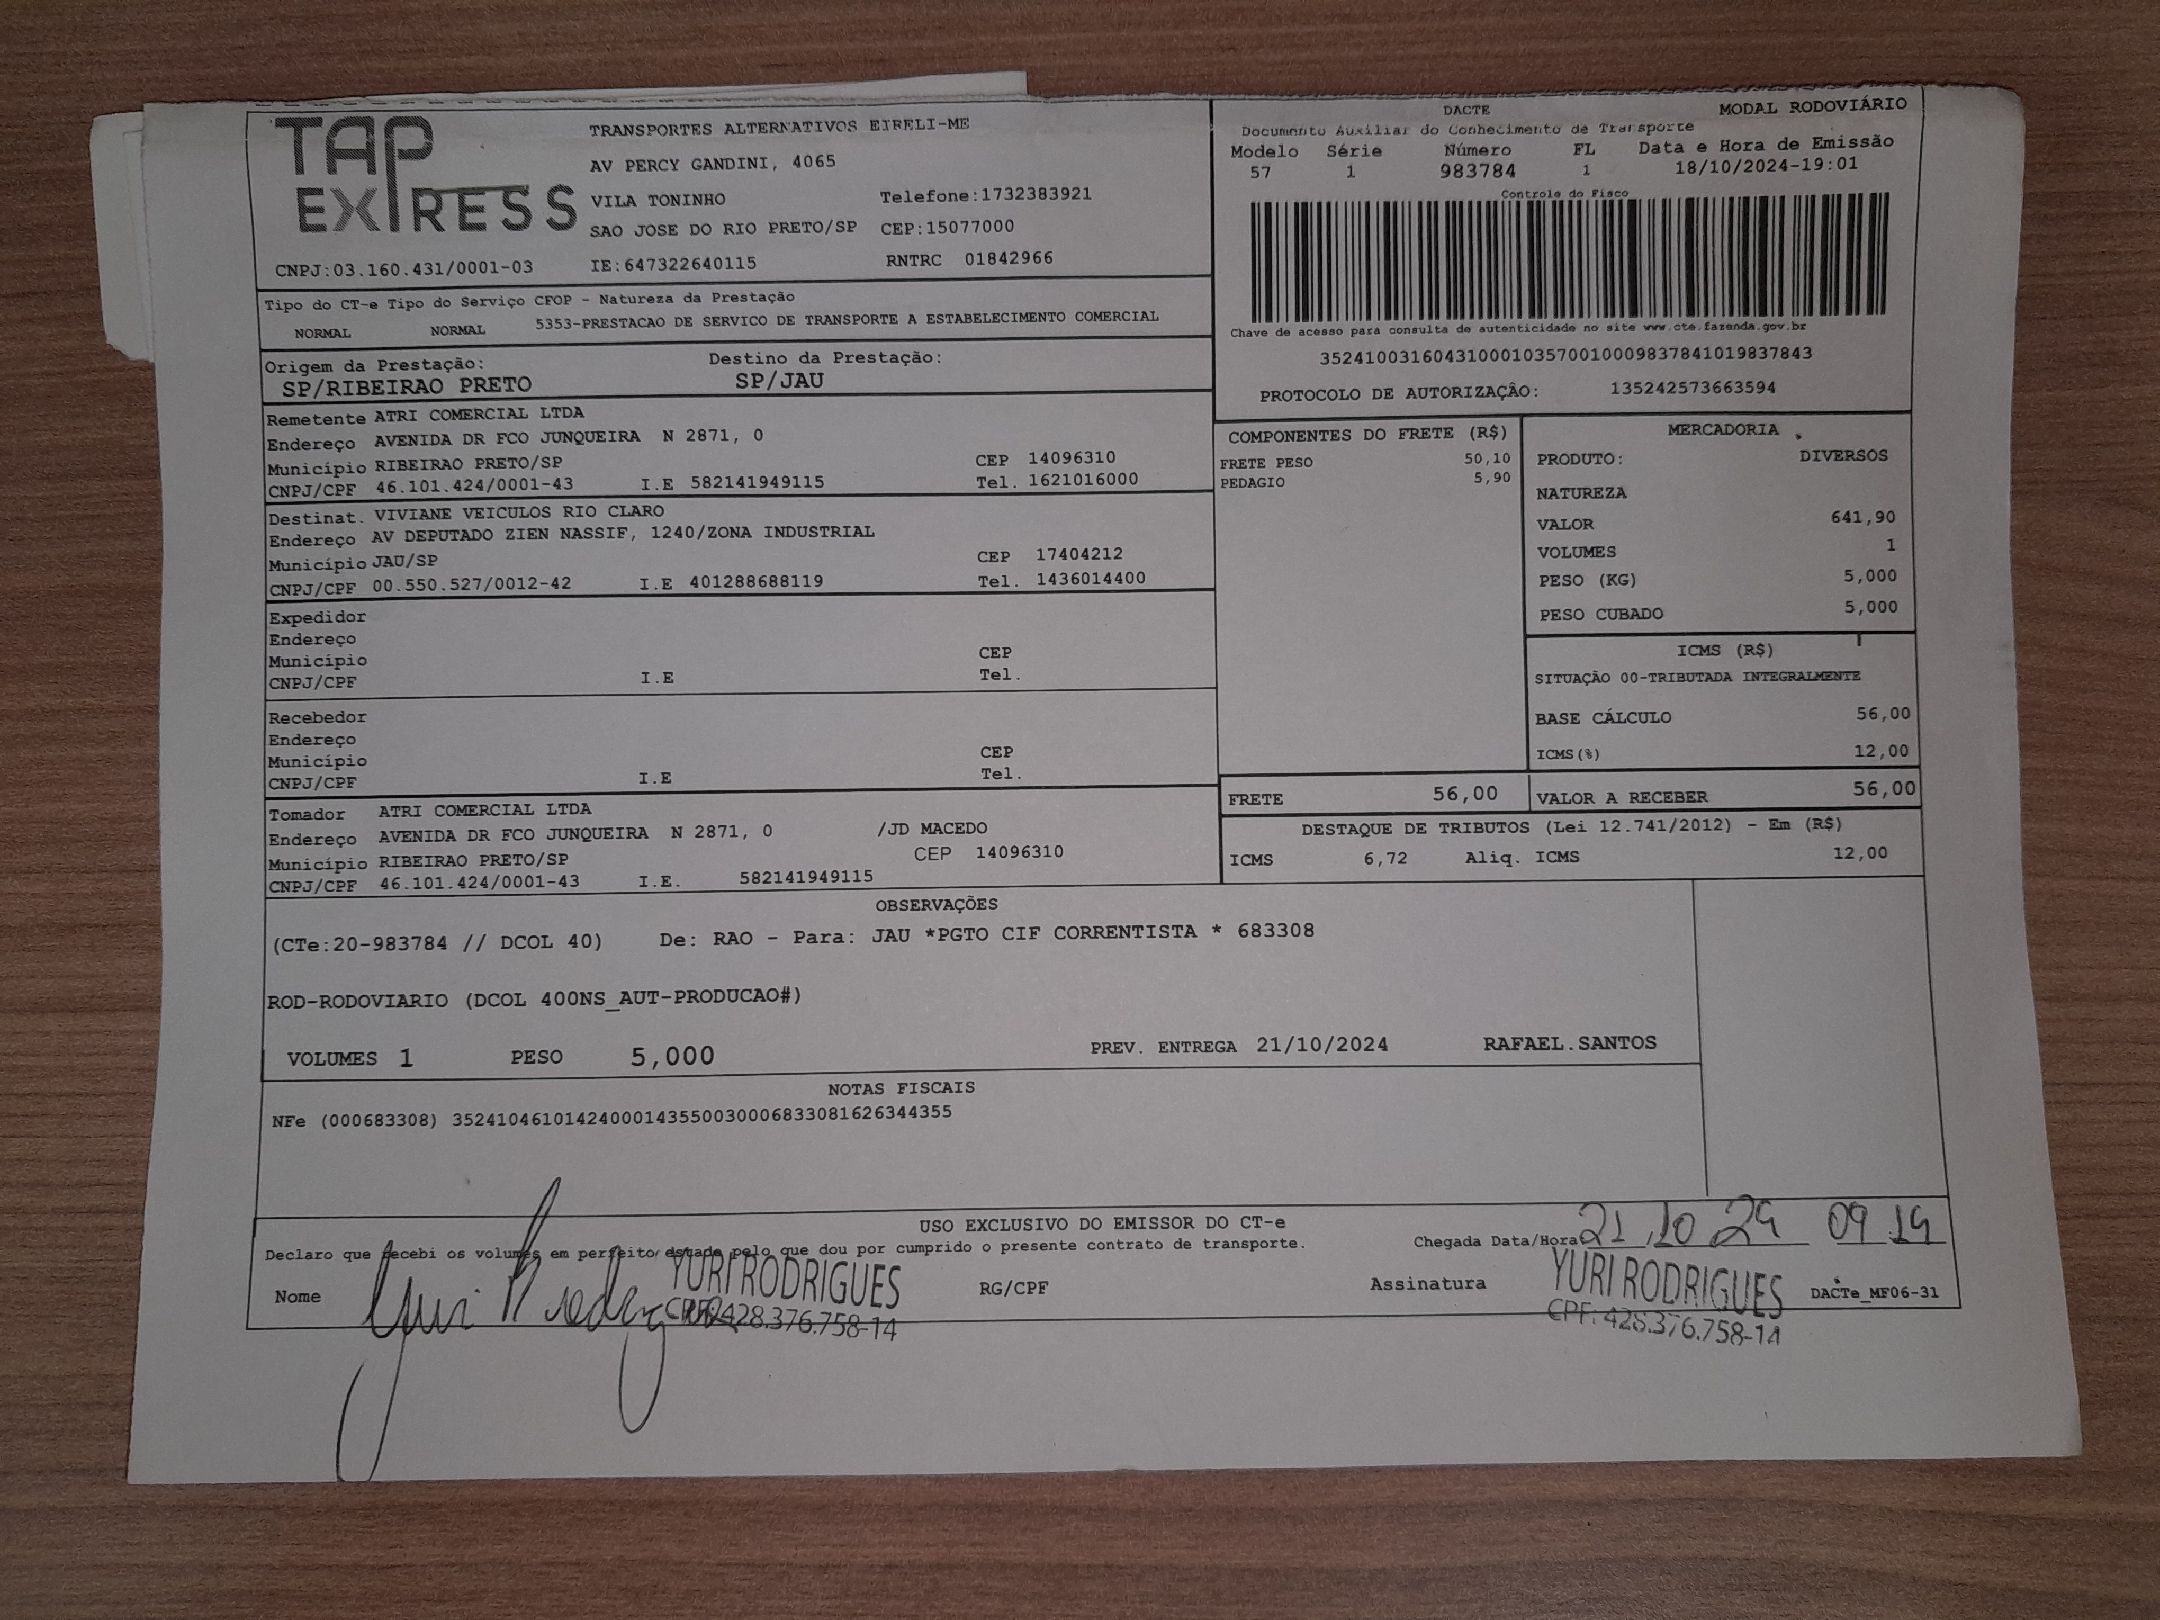 TAP
EXPRESS
TRANSPORTES ALTERNATIVOS EIRELI-ME
AV PERCY GANDINI, 4065
VILA TONINHO Telefone:1732383921
SAO JOSE DO RIO PRETO/SP CEP:15077000
CNPJ:03.160.431/0001-03 IE:647322640115 RNTRC 01842966
DACTE MODAL RODOVIÁRIO
Documento Auxiliar do Conhecimento de Transporte
Modelo Série Número FL Data e Hora de Emissão
57 1 983784 1 18/10/2024-19:01
Controle do Fisco
Chave de acesso para consulta de autenticidade no site www.cte.fazenda.gov.br
35241003160431000103570010009837841019837843
PROTOCOLO DE AUTORIZAÇÃO: 135242573663594
Tipo do CT-e Tipo do Serviço CFOP - Natureza da Prestação
NORMAL NORMAL 5353-PRESTACAO DE SERVICO DE TRANSPORTE A ESTABELECIMENTO COMERCIAL
Origem da Prestação: Destino da Prestação:
SP/RIBEIRAO PRETO SP/JAU
Remetente ATRI COMERCIAL LTDA
Endereço AVENIDA DR FCO JUNQUEIRA N 2871, 0
Município RIBEIRAO PRETO/SP CEP 14096310
CNPJ/CPF 46.101.424/0001-43 I.E 582141949115 Tel. 1621016000
Destinat. VIVIANE VEICULOS RIO CLARO
Endereço AV DEPUTADO ZIEN NASSIF, 1240/ZONA INDUSTRIAL
Município JAU/SP CEP 17404212
CNPJ/CPF 00.550.527/0012-42 I.E 401288688119 Tel. 1436014400
Expedidor
Endereço
Município CEP
CNPJ/CPF I.E Tel.
Recebedor
Endereço
Município CEP
CNPJ/CPF I.E Tel.
Tomador ATRI COMERCIAL LTDA
Endereço AVENIDA DR FCO JUNQUEIRA N 2871, 0 /JD MACEDO
Município RIBEIRAO PRETO/SP CEP 14096310
CNPJ/CPF 46.101.424/0001-43 I.E. 582141949115
COMPONENTES DO FRETE (R$)
FRETE PESO 50,10
PEDAGIO 5,90
MERCADORIA
PRODUTO: DIVERSOS
NATUREZA
VALOR 641,90
VOLUMES 1
PESO (KG) 5,000
PESO CUBADO 5,000
ICMS (R$)
SITUAÇÃO 00-TRIBUTADA INTEGRALMENTE
BASE CÁLCULO 56,00
ICMS(%) 12,00
FRETE 56,00 VALOR A RECEBER 56,00
DESTAQUE DE TRIBUTOS (Lei 12.741/2012) - Em (R$)
ICMS 6,72 Aliq. ICMS 12,00
OBSERVAÇÕES
(CTe:20-983784 // DCOL 40) De: RAO - Para: JAU *PGTO CIF CORRENTISTA * 683308
ROD-RODOVIARIO (DCOL 400NS_AUT-PRODUCAO#)
VOLUMES 1 PESO 5,000 PREV. ENTREGA 21/10/2024 RAFAEL.SANTOS
NOTAS FISCAIS
NFe (000683308) 35241046101424000143550030006833081626344355
USO EXCLUSIVO DO EMISSOR DO CT-e
Declaro que recebi os volumes em perfeito estado pelo que dou por cumprido o presente contrato de transporte. Chegada Data/Hora 21 10 24 09 19
Nome Yuri Rodrigues YURI RODRIGUES RG/CPF Assinatura YURI RODRIGUES DACTe_MF06-31
CPF: 428.376.758-14 CPF: 428.376.758-14